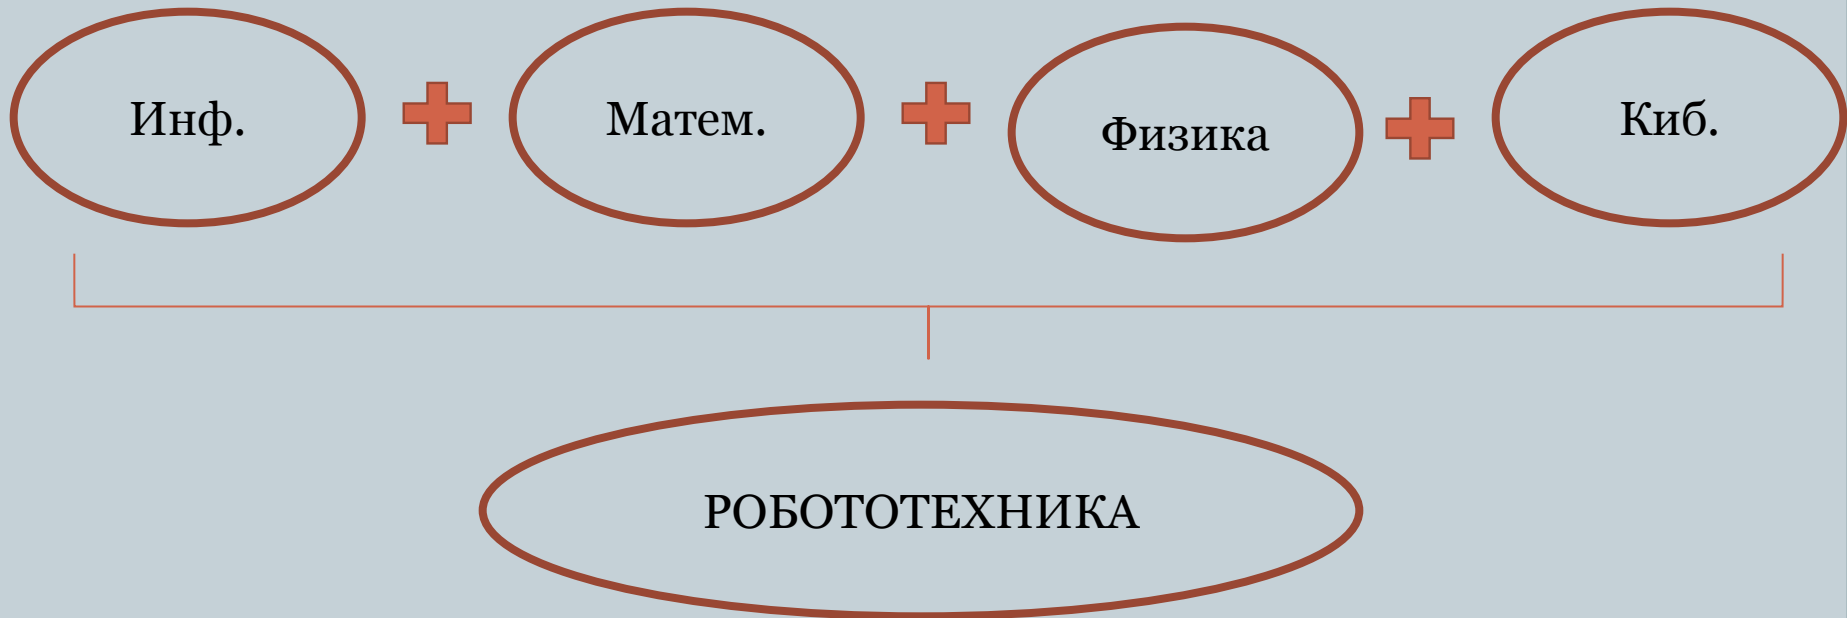 Инф.
Матем.
Физика
Киб.
РОБОТОТЕХНИКА